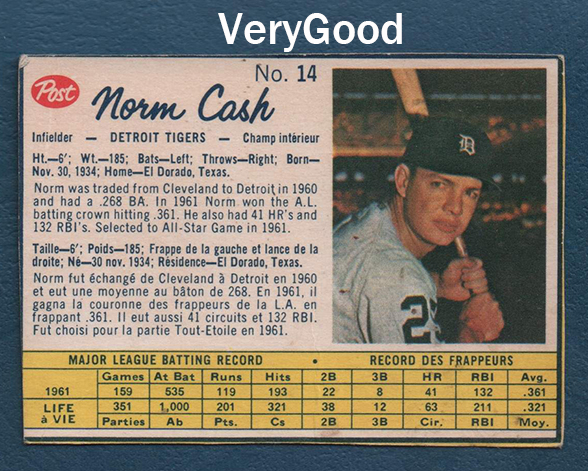 VeryGood
No. 14
Post
Norm Cash
Infielder — DETROIT TIGERS — Champ intérieur
Ht.—6'; Wt.—185; Bats—Left; Throws—Right; Born—
Nov. 30, 1934; Home—El Dorado, Texas.
Norm was traded from Cleveland to Detroit in 1960
and had a .268 BA. In 1961 Norm won the A.L.
batting crown hitting .361. He also had 41 HR's and
132 RBI's. Selected to All-Star Game in 1961.
Taille—6'; Poids—185; Frappe de la gauche et lance de la
droite; Né—30 nov. 1934; Résidence—El Dorado, Texas.
Norm fut échangé de Cleveland à Detroit en 1960
et eut une moyenne au bâton de 268. En 1961, il
gagna la couronne des frappeurs de la L.A. en
frappant .361. Il eut aussi 41 circuits et 132 RBI.
Fut choisi pour la partie Tout-Etoile en 1961.
D
25
MAJOR LEAGUE BATTING RECORD • RECORD DES FRAPPEURS
Games At Bat Runs Hits 2B 3B HR RBI Avg.
1961 159 535 119 193 22 8 41 132 .361
LIFE à VIE 351 1,000 201 321 38 12 63 211 .321
Parties Ab Pts. Cs 2B 3B Cir. RBI Moy.